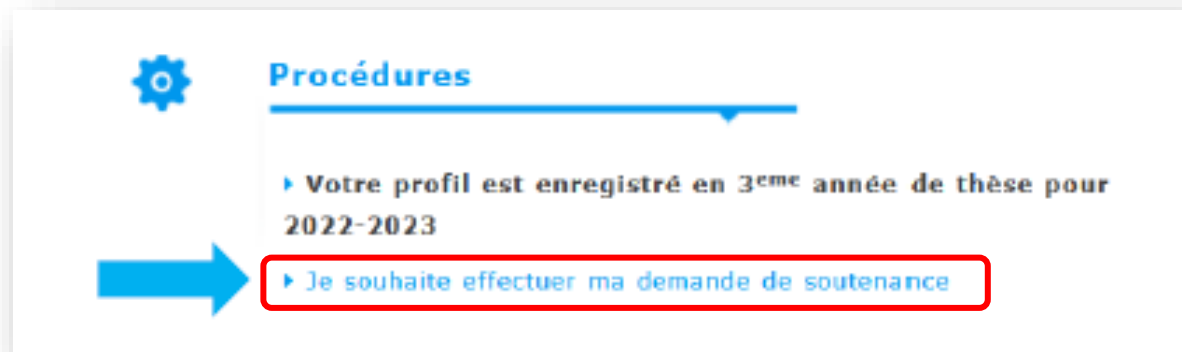 Procédures
Votre profil est enregistré en 3eme année de thèse pour
2022-2023
Je souhaite effectuer ma demande de soutenance